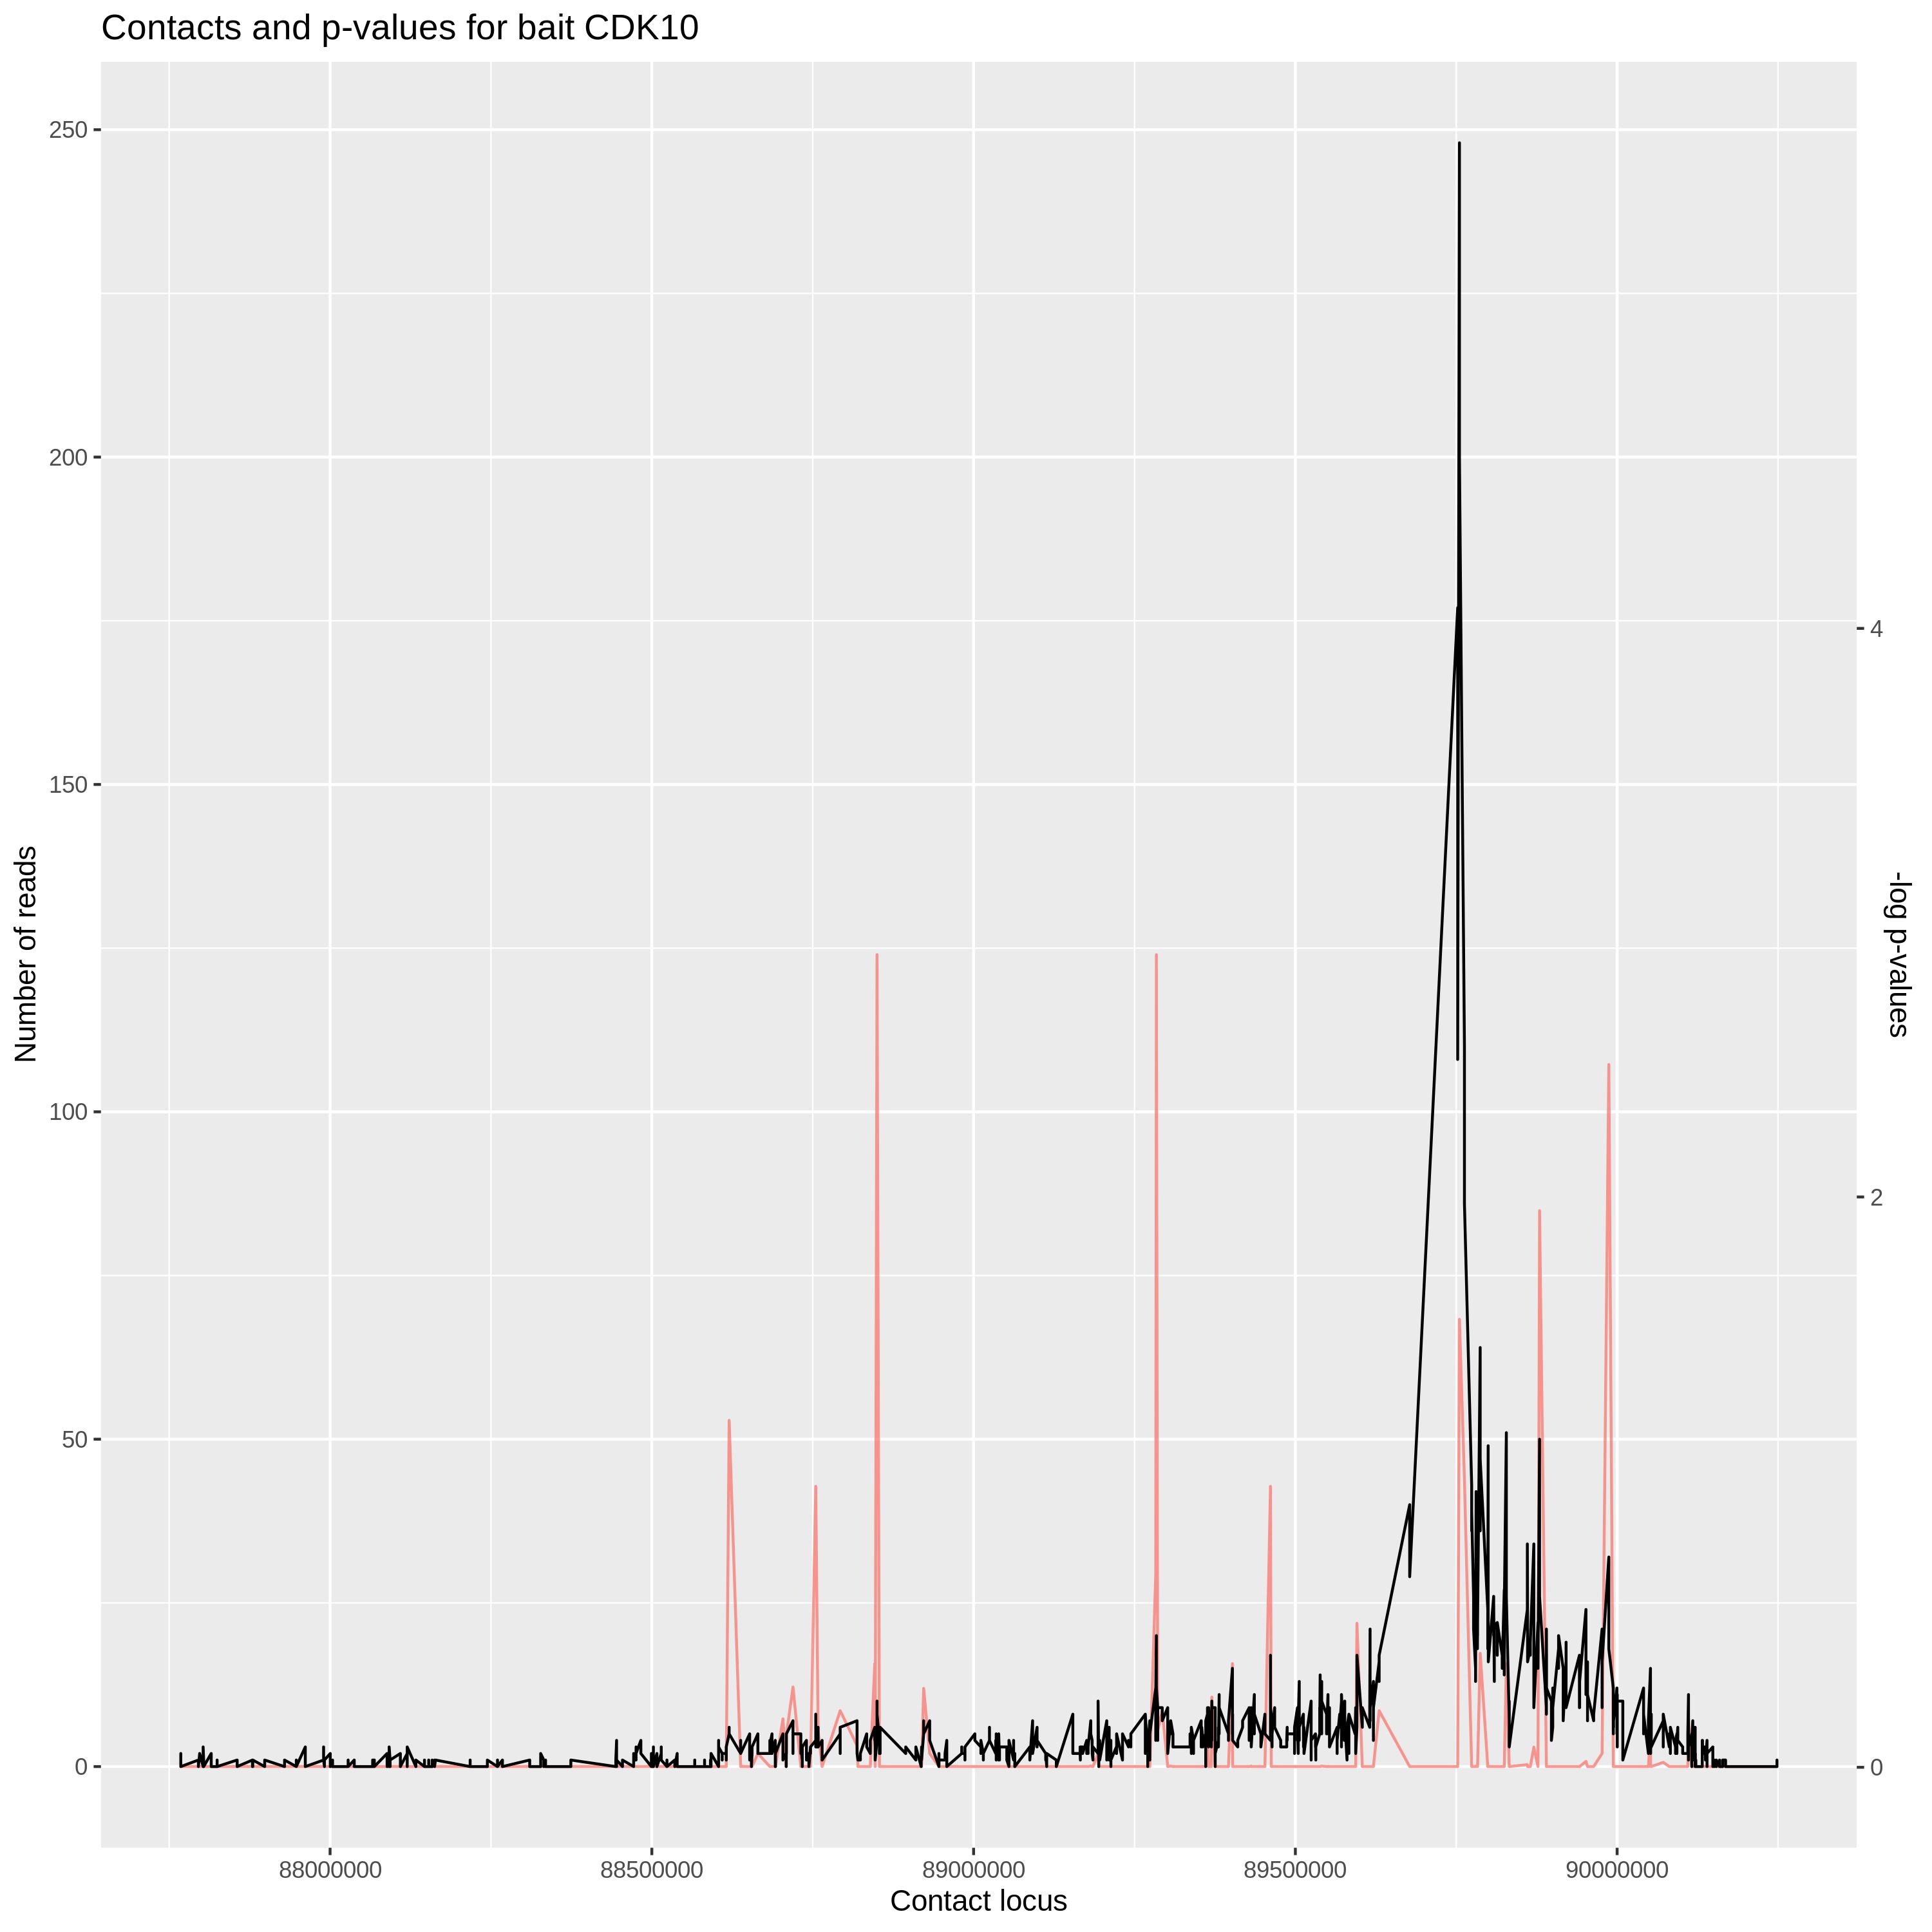 Contacts and p-values for bait CDK10
250
200
150
100
50
0
Number of reads
4
2
0
-log p-values
88000000 88500000 89000000 89500000 90000000
Contact locus